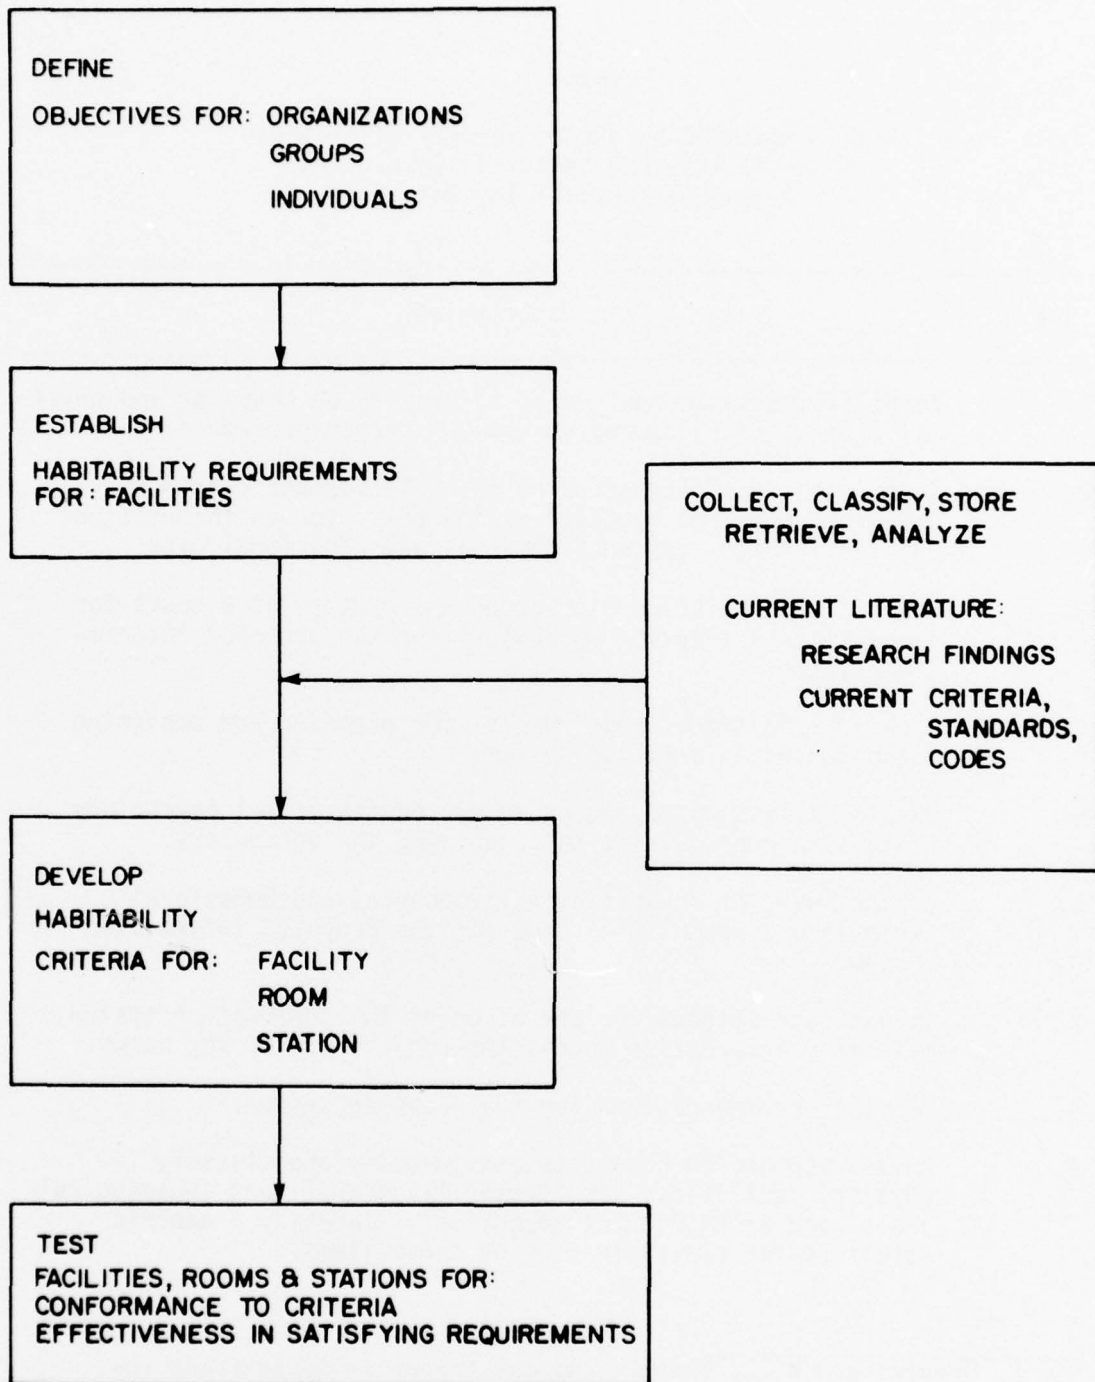 DEFINE
OBJECTIVES FOR: ORGANIZATIONS
GROUPS
INDIVIDUALS
ESTABLISH
HABITABILITY REQUIREMENTS
FOR: FACILITIES
COLLECT, CLASSIFY, STORE
RETRIEVE, ANALYZE
CURRENT LITERATURE:
RESEARCH FINDINGS
CURRENT CRITERIA,
STANDARDS,
CODES
DEVELOP
HABITABILITY
CRITERIA FOR: FACILITY
ROOM
STATION
TEST
FACILITIES, ROOMS & STATIONS FOR:
CONFORMANCE TO CRITERIA
EFFECTIVENESS IN SATISFYING REQUIREMENTS